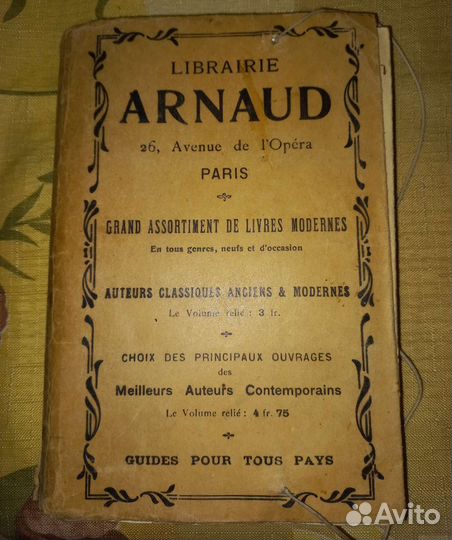 LIBRAIRIE
ARNAUD
26, Avenue de l'Opéra
PARIS
GRAND ASSORTIMENT DE LIVRES MODERNES
En tous genres, neufs et d'occasion
AUTEURS CLASSIQUES ANCIENS & MODERNES
Le Volume relié : 3 fr.
CHOIX DES PRINCIPAUX OUVRAGES
des
Meilleurs Auteurs Contemporains
Le Volume relié : 4 fr. 75
GUIDES POUR TOUS PAYS
Avito